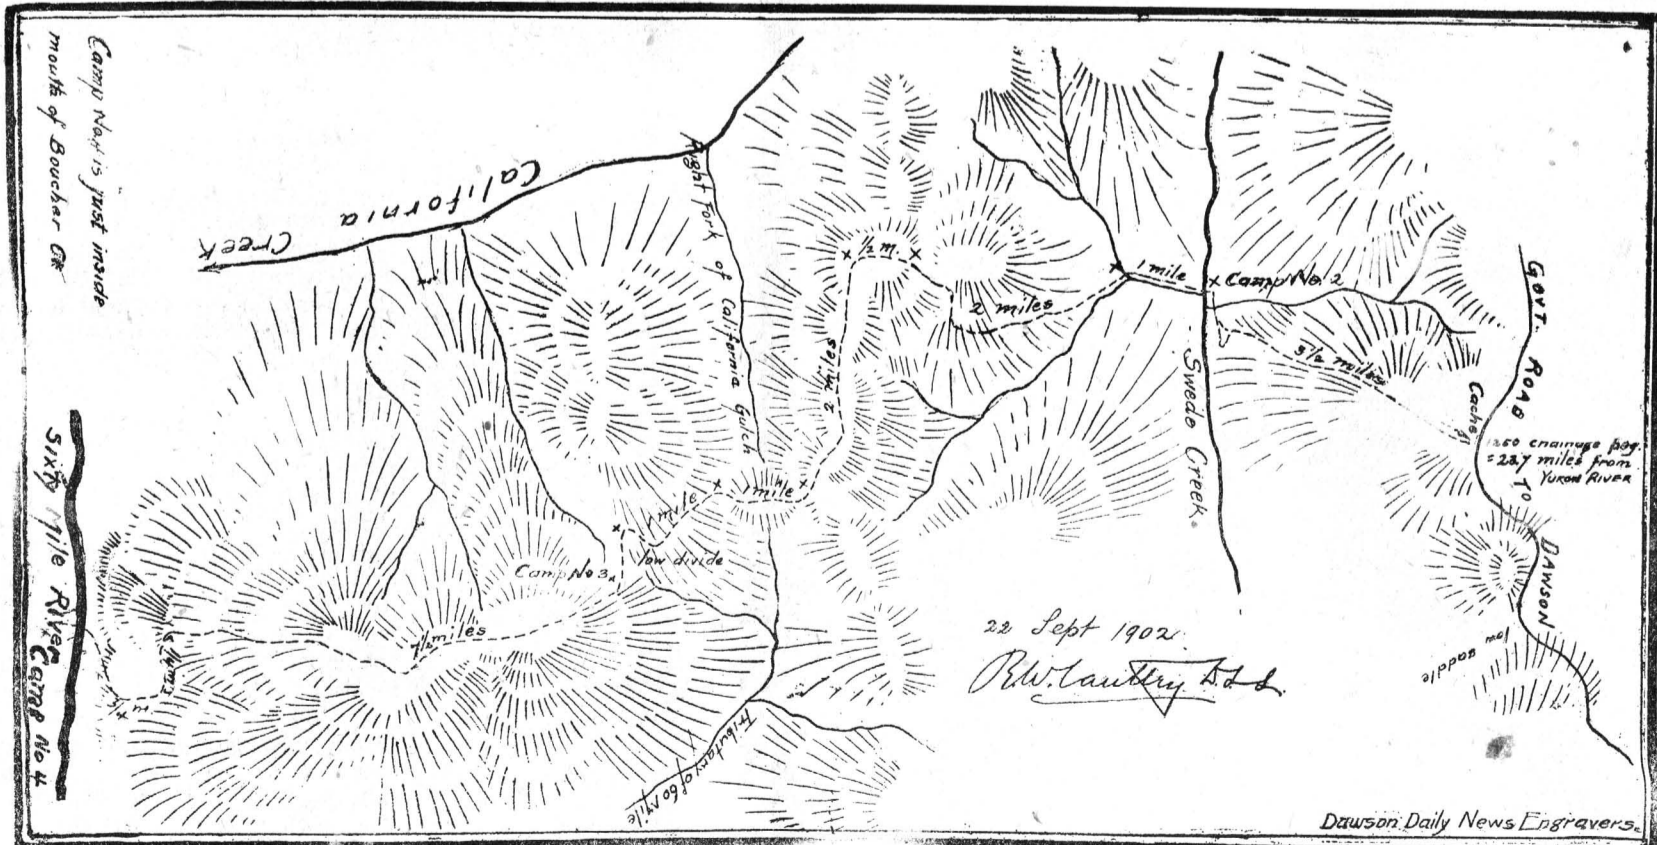 Camp No 4 is just inside
mouth of Boucher Ck
California
Creek
Right Fork of California Gulch
1/2 m.
2 miles
1 mile
Camp No. 2
3 1/2 miles
2 miles
Swede Creek
Cache
GOVT. ROAD TO DAWSON
1250 chainage peg.
= 23.7 miles from
Yukon River
low
saddle
1 mile
1 mile
low divide
Camp No 3
7 1/2 miles
Sixty Mile River
Camp No 4
Tributary of 60 Mile
22 Sept 1902.
R.W. Cautley D.L.S.
Dawson Daily News Engravers.